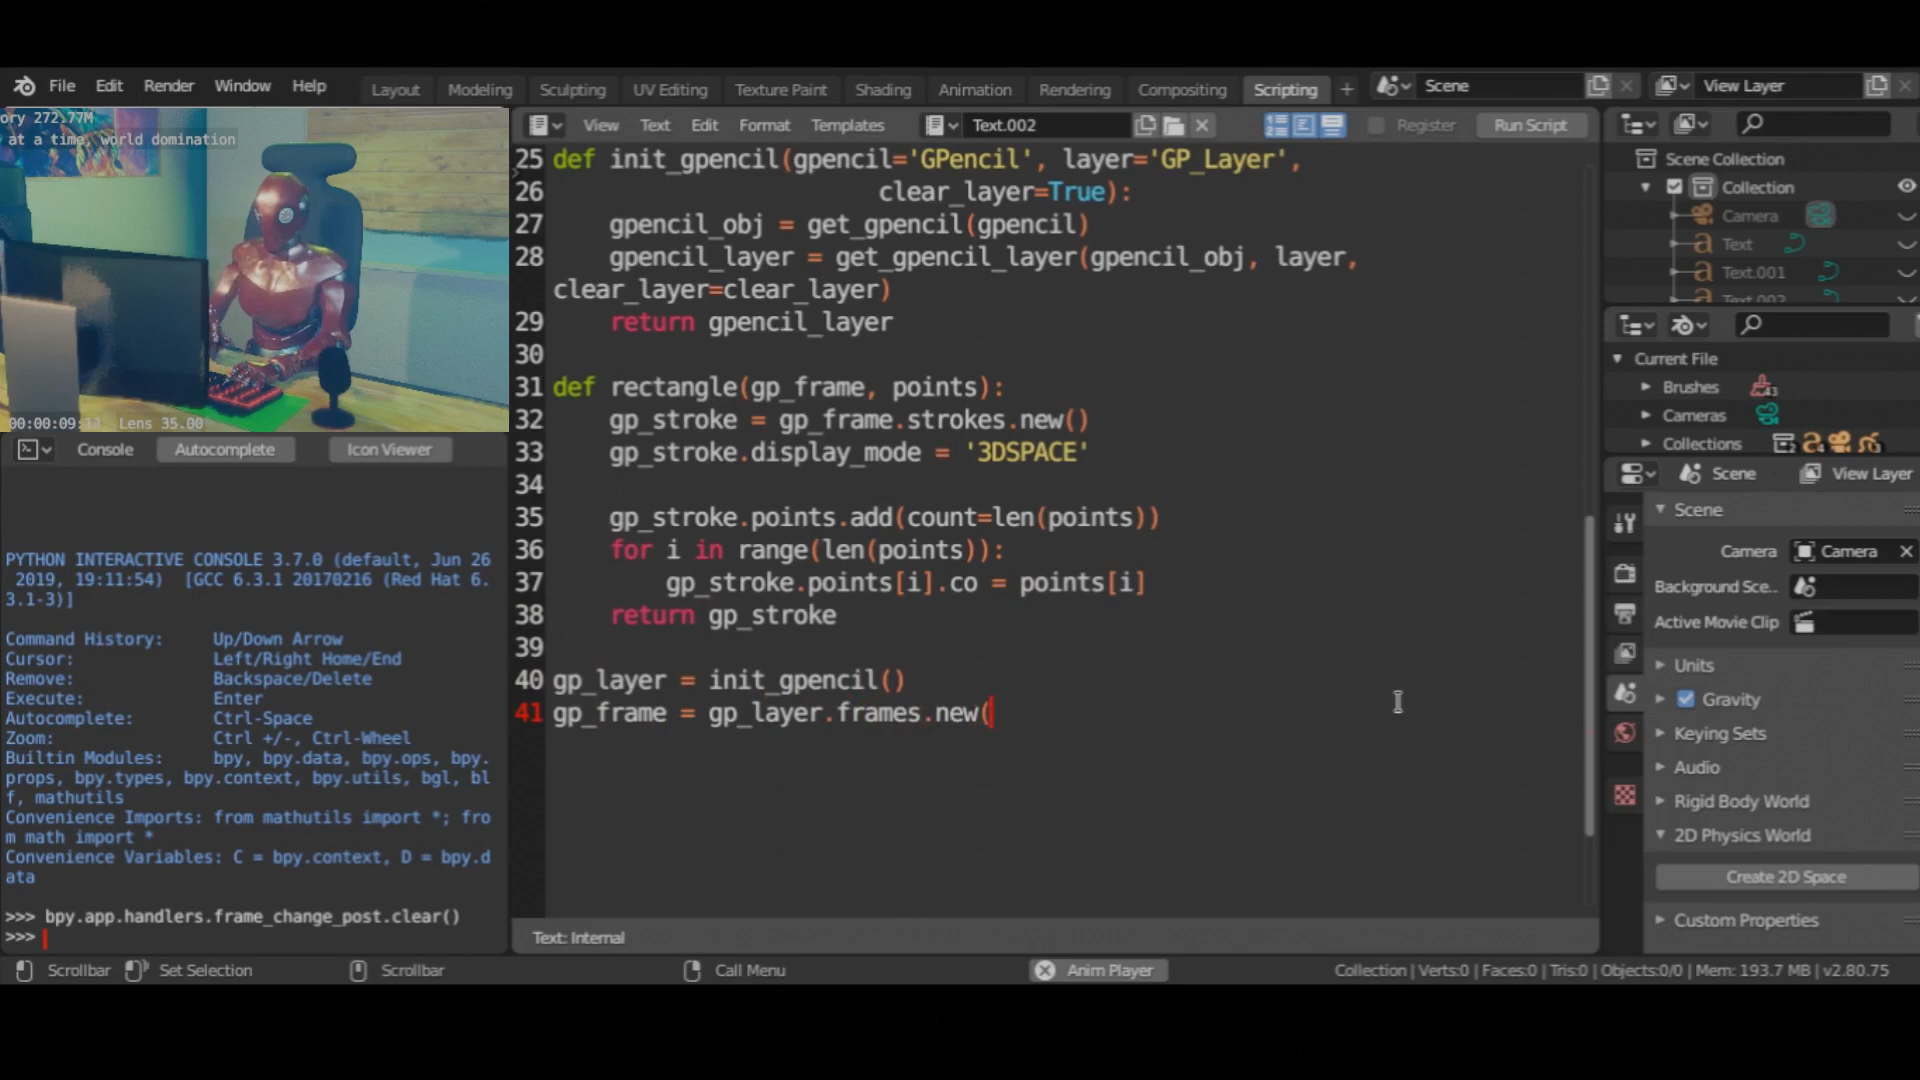 File Edit Render Window Help Layout Modeling Sculpting UV Editing Texture Paint Shading Animation Rendering Compositing Scripting + Scene View Layer
ory 272.77M
at a time, world domination
00:00:09: Lens 35.00
View Text Edit Format Templates Text.002 Register Run Script
25 def init_gpencil(gpencil='GPencil', layer='GP_Layer',
26 clear_layer=True):
27 gpencil_obj = get_gpencil(gpencil)
28 gpencil_layer = get_gpencil_layer(gpencil_obj, layer,
clear_layer=clear_layer)
29 return gpencil_layer
30
31 def rectangle(gp_frame, points):
32 gp_stroke = gp_frame.strokes.new()
33 gp_stroke.display_mode = '3DSPACE'
34
35 gp_stroke.points.add(count=len(points))
36 for i in range(len(points)):
37 gp_stroke.points[i].co = points[i]
38 return gp_stroke
39
40 gp_layer = init_gpencil()
41 gp_frame = gp_layer.frames.new(
Text: Internal
Console Autocomplete Icon Viewer
PYTHON INTERACTIVE CONSOLE 3.7.0 (default, Jun 26
2019, 19:11:54) [GCC 6.3.1 20170216 (Red Hat 6.
3.1-3)]
Command History: Up/Down Arrow
Cursor: Left/Right Home/End
Remove: Backspace/Delete
Execute: Enter
Autocomplete: Ctrl-Space
Zoom: Ctrl +/-, Ctrl-Wheel
Builtin Modules: bpy, bpy.data, bpy.ops, bpy.
props, bpy.types, bpy.context, bpy.utils, bgl, bl
f, mathutils
Convenience Imports: from mathutils import *; fro
m math import *
Convenience Variables: C = bpy.context, D = bpy.d
ata
>>> bpy.app.handlers.frame_change_post.clear()
>>>
Scene Collection
Collection
Camera
Text
Text.001
Text.002
Current File
Brushes 43
Cameras
Collections
Scene View Layer
Scene
Camera Camera
Background Sce..
Active Movie Clip
Units
Gravity
Keying Sets
Audio
Rigid Body World
2D Physics World
Create 2D Space
Custom Properties
Scrollbar Set Selection Scrollbar Call Menu Anim Player Collection | Verts:0 | Faces:0 | Tris:0 | Objects:0/0 | Mem: 193.7 MB | v2.80.75